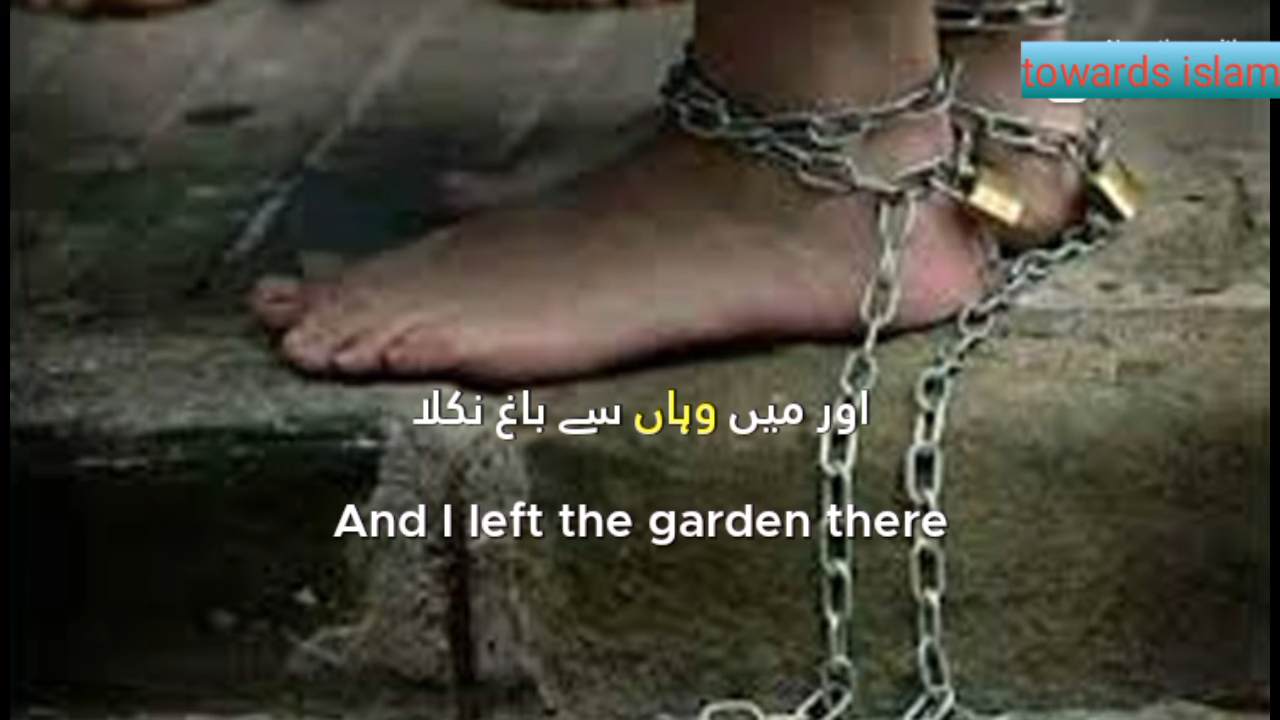 towards islam
اور میں وہاں سے باغ نکلا
And I left the garden there